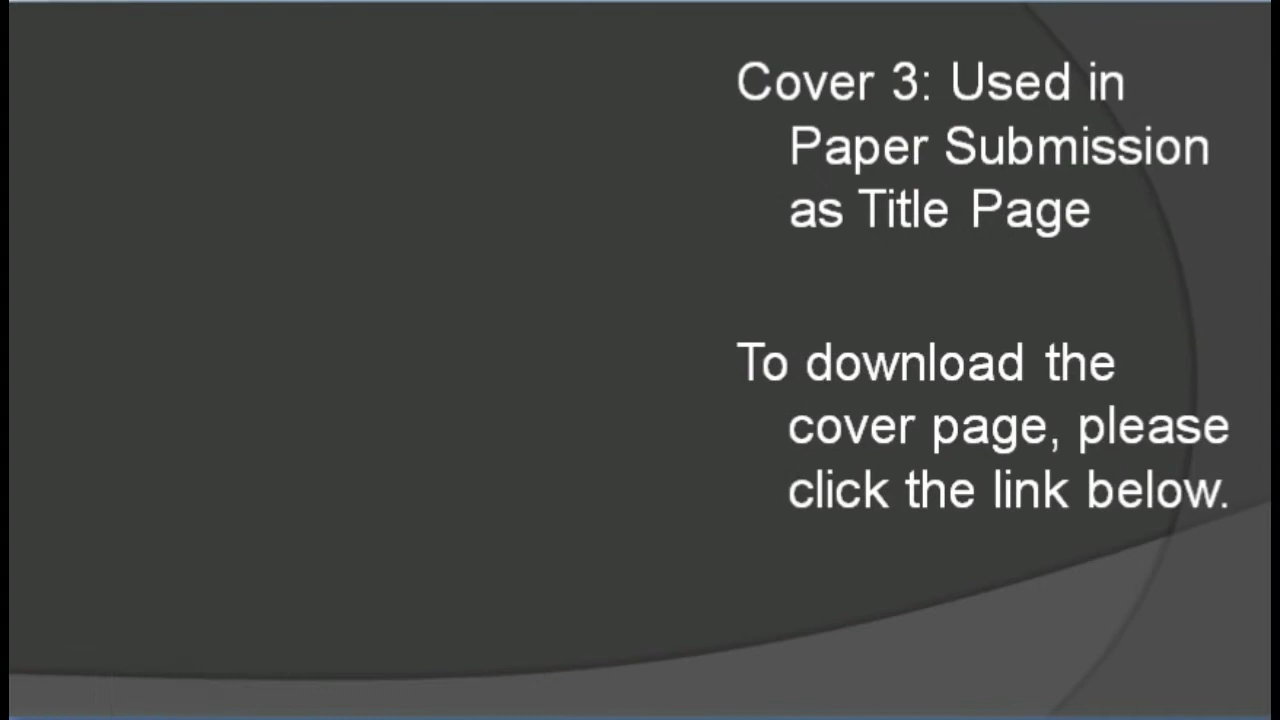 Cover 3: Used in
Paper Submission
as Title Page
To download the
cover page, please
click the link below.